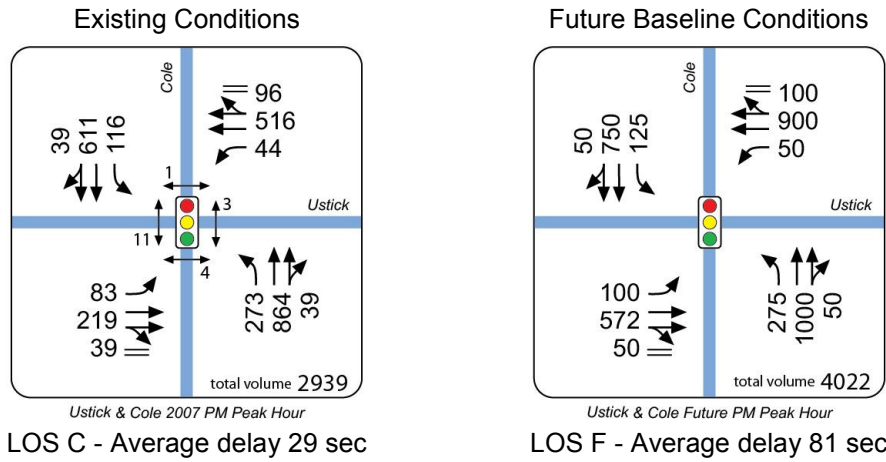 Existing Conditions
Cole
39 611 116
96
516
44
1
3
11
4
Ustick
83
219
39
273 864 39
total volume 2939
Ustick & Cole 2007 PM Peak Hour
LOS C - Average delay 29 sec
Future Baseline Conditions
Cole
50 750 125
100
900
50
Ustick
100
572
50
275 1000 50
total volume 4022
Ustick & Cole Future PM Peak Hour
LOS F - Average delay 81 sec